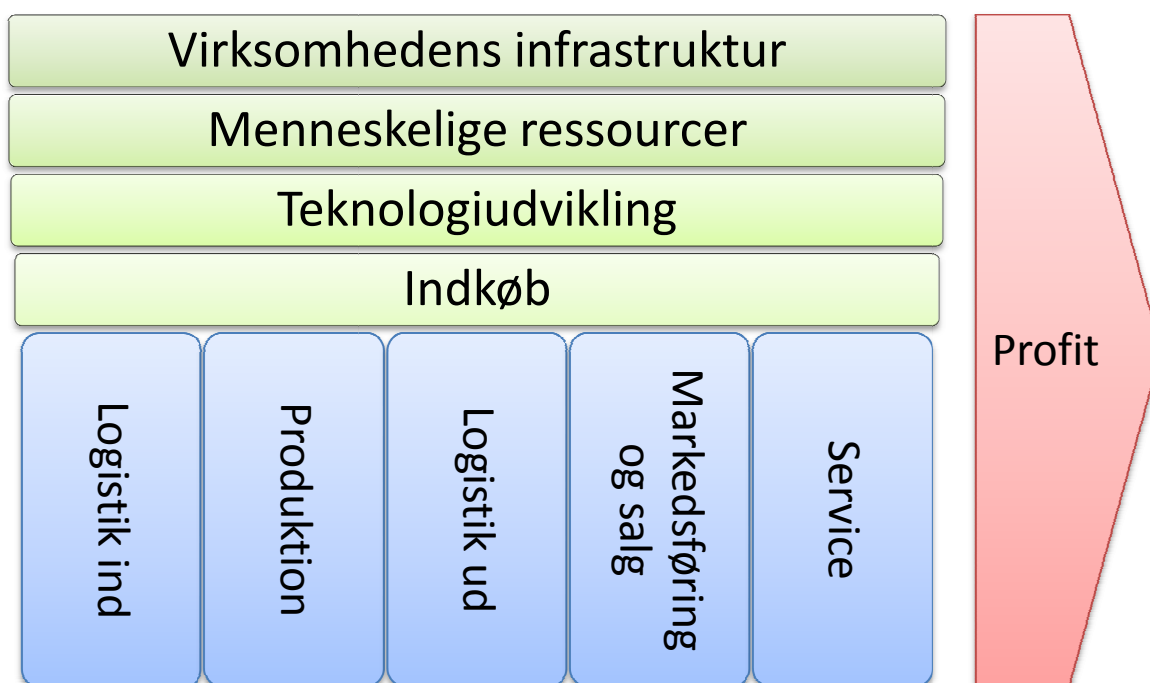 Virksomhedens infrastruktur
Menneskelige ressourcer
Teknologiudvikling
Indkøb
Logistik ind
Produktion
Logistik ud
Markedsføring
og salg
Service
Profit